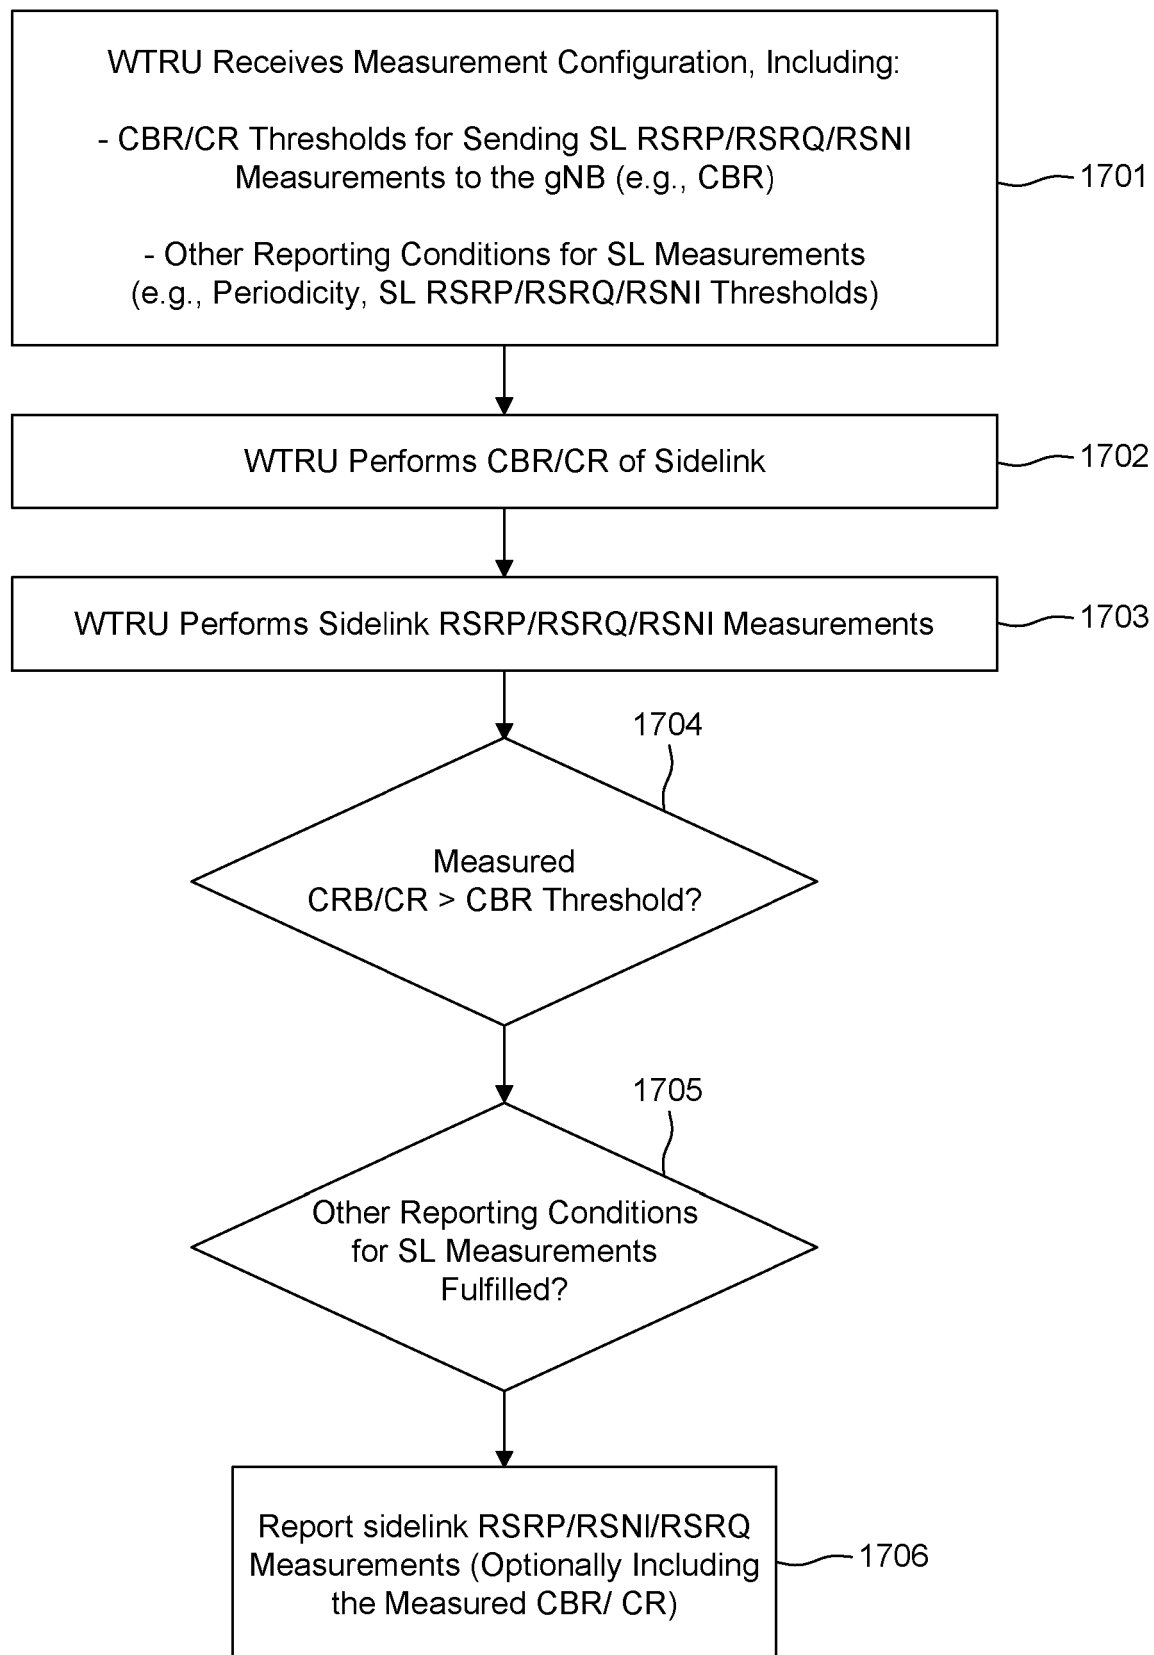 WTRU Receives Measurement Configuration, Including:
- CBR/CR Thresholds for Sending SL RSRP/RSRQ/RSNI
Measurements to the gNB (e.g., CBR)
- Other Reporting Conditions for SL Measurements
(e.g., Periodicity, SL RSRP/RSRQ/RSNI Thresholds)
1701
WTRU Performs CBR/CR of Sidelink
1702
WTRU Performs Sidelink RSRP/RSRQ/RSNI Measurements
1703
1704
Measured
CRB/CR > CBR Threshold?
1705
Other Reporting Conditions
for SL Measurements
Fulfilled?
Report sidelink RSRP/RSNI/RSRQ
Measurements (Optionally Including
the Measured CBR/ CR)
1706